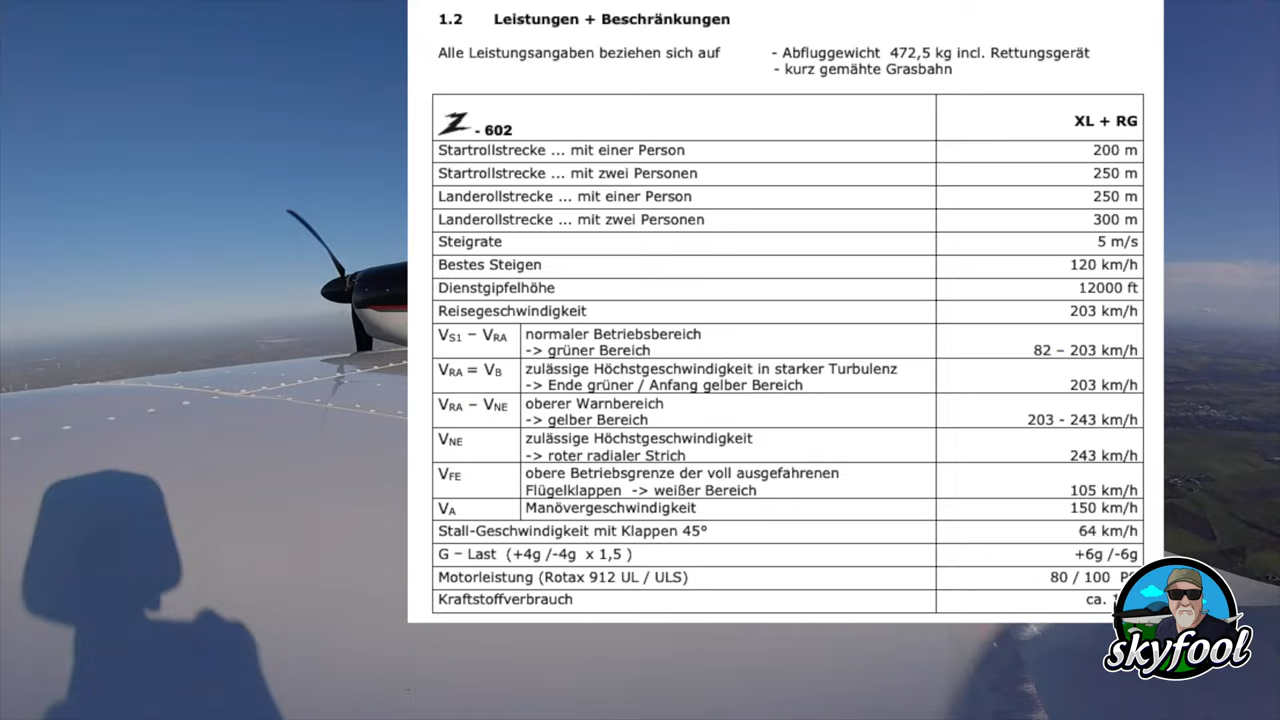 1.2 Leistungen + Beschränkungen
Alle Leistungsangaben beziehen sich auf - Abfluggewicht 472,5 kg incl. Rettungsgerät
- kurz gemähte Grasbahn
Z - 602 XL + RG
Startrollstrecke ... mit einer Person 200 m
Startrollstrecke ... mit zwei Personen 250 m
Landerollstrecke ... mit einer Person 250 m
Landerollstrecke ... mit zwei Personen 300 m
Steigrate 5 m/s
Bestes Steigen 120 km/h
Dienstgipfelhöhe 12000 ft
Reisegeschwindigkeit 203 km/h
VS1 – VRA normaler Betriebsbereich
-> grüner Bereich 82 – 203 km/h
VRA = VB zulässige Höchstgeschwindigkeit in starker Turbulenz
-> Ende grüner / Anfang gelber Bereich 203 km/h
VRA – VNE oberer Warnbereich
-> gelber Bereich 203 - 243 km/h
VNE zulässige Höchstgeschwindigkeit
-> roter radialer Strich 243 km/h
VFE obere Betriebsgrenze der voll ausgefahrenen
Flügelklappen -> weißer Bereich 105 km/h
VA Manövergeschwindigkeit 150 km/h
Stall-Geschwindigkeit mit Klappen 45° 64 km/h
G – Last (+4g /-4g x 1,5 ) +6g /-6g
Motorleistung (Rotax 912 UL / ULS) 80 / 100
Kraftstoffverbrauch ca.
skyfool